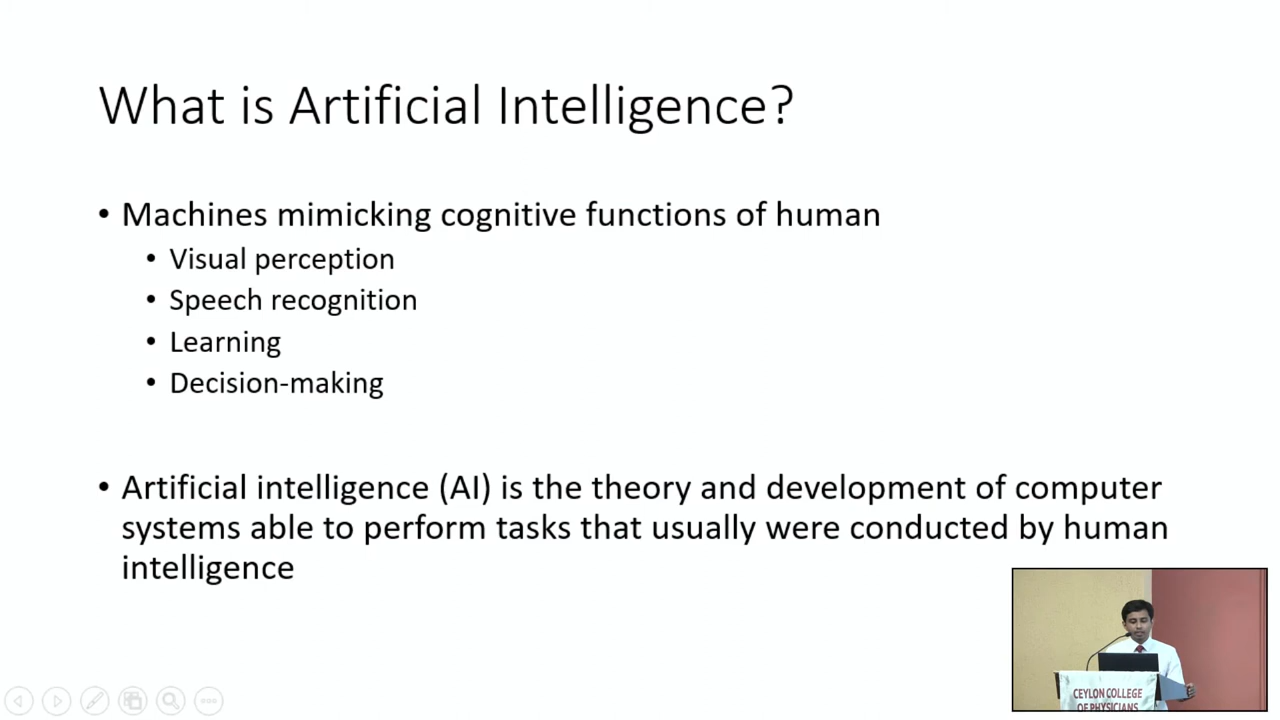 What is Artificial Intelligence?
• Machines mimicking cognitive functions of human
• Visual perception
• Speech recognition
• Learning
• Decision-making
• Artificial intelligence (AI) is the theory and development of computer
systems able to perform tasks that usually were conducted by human
intelligence
CEYLON COLLEGE
OF PHYSICIANS